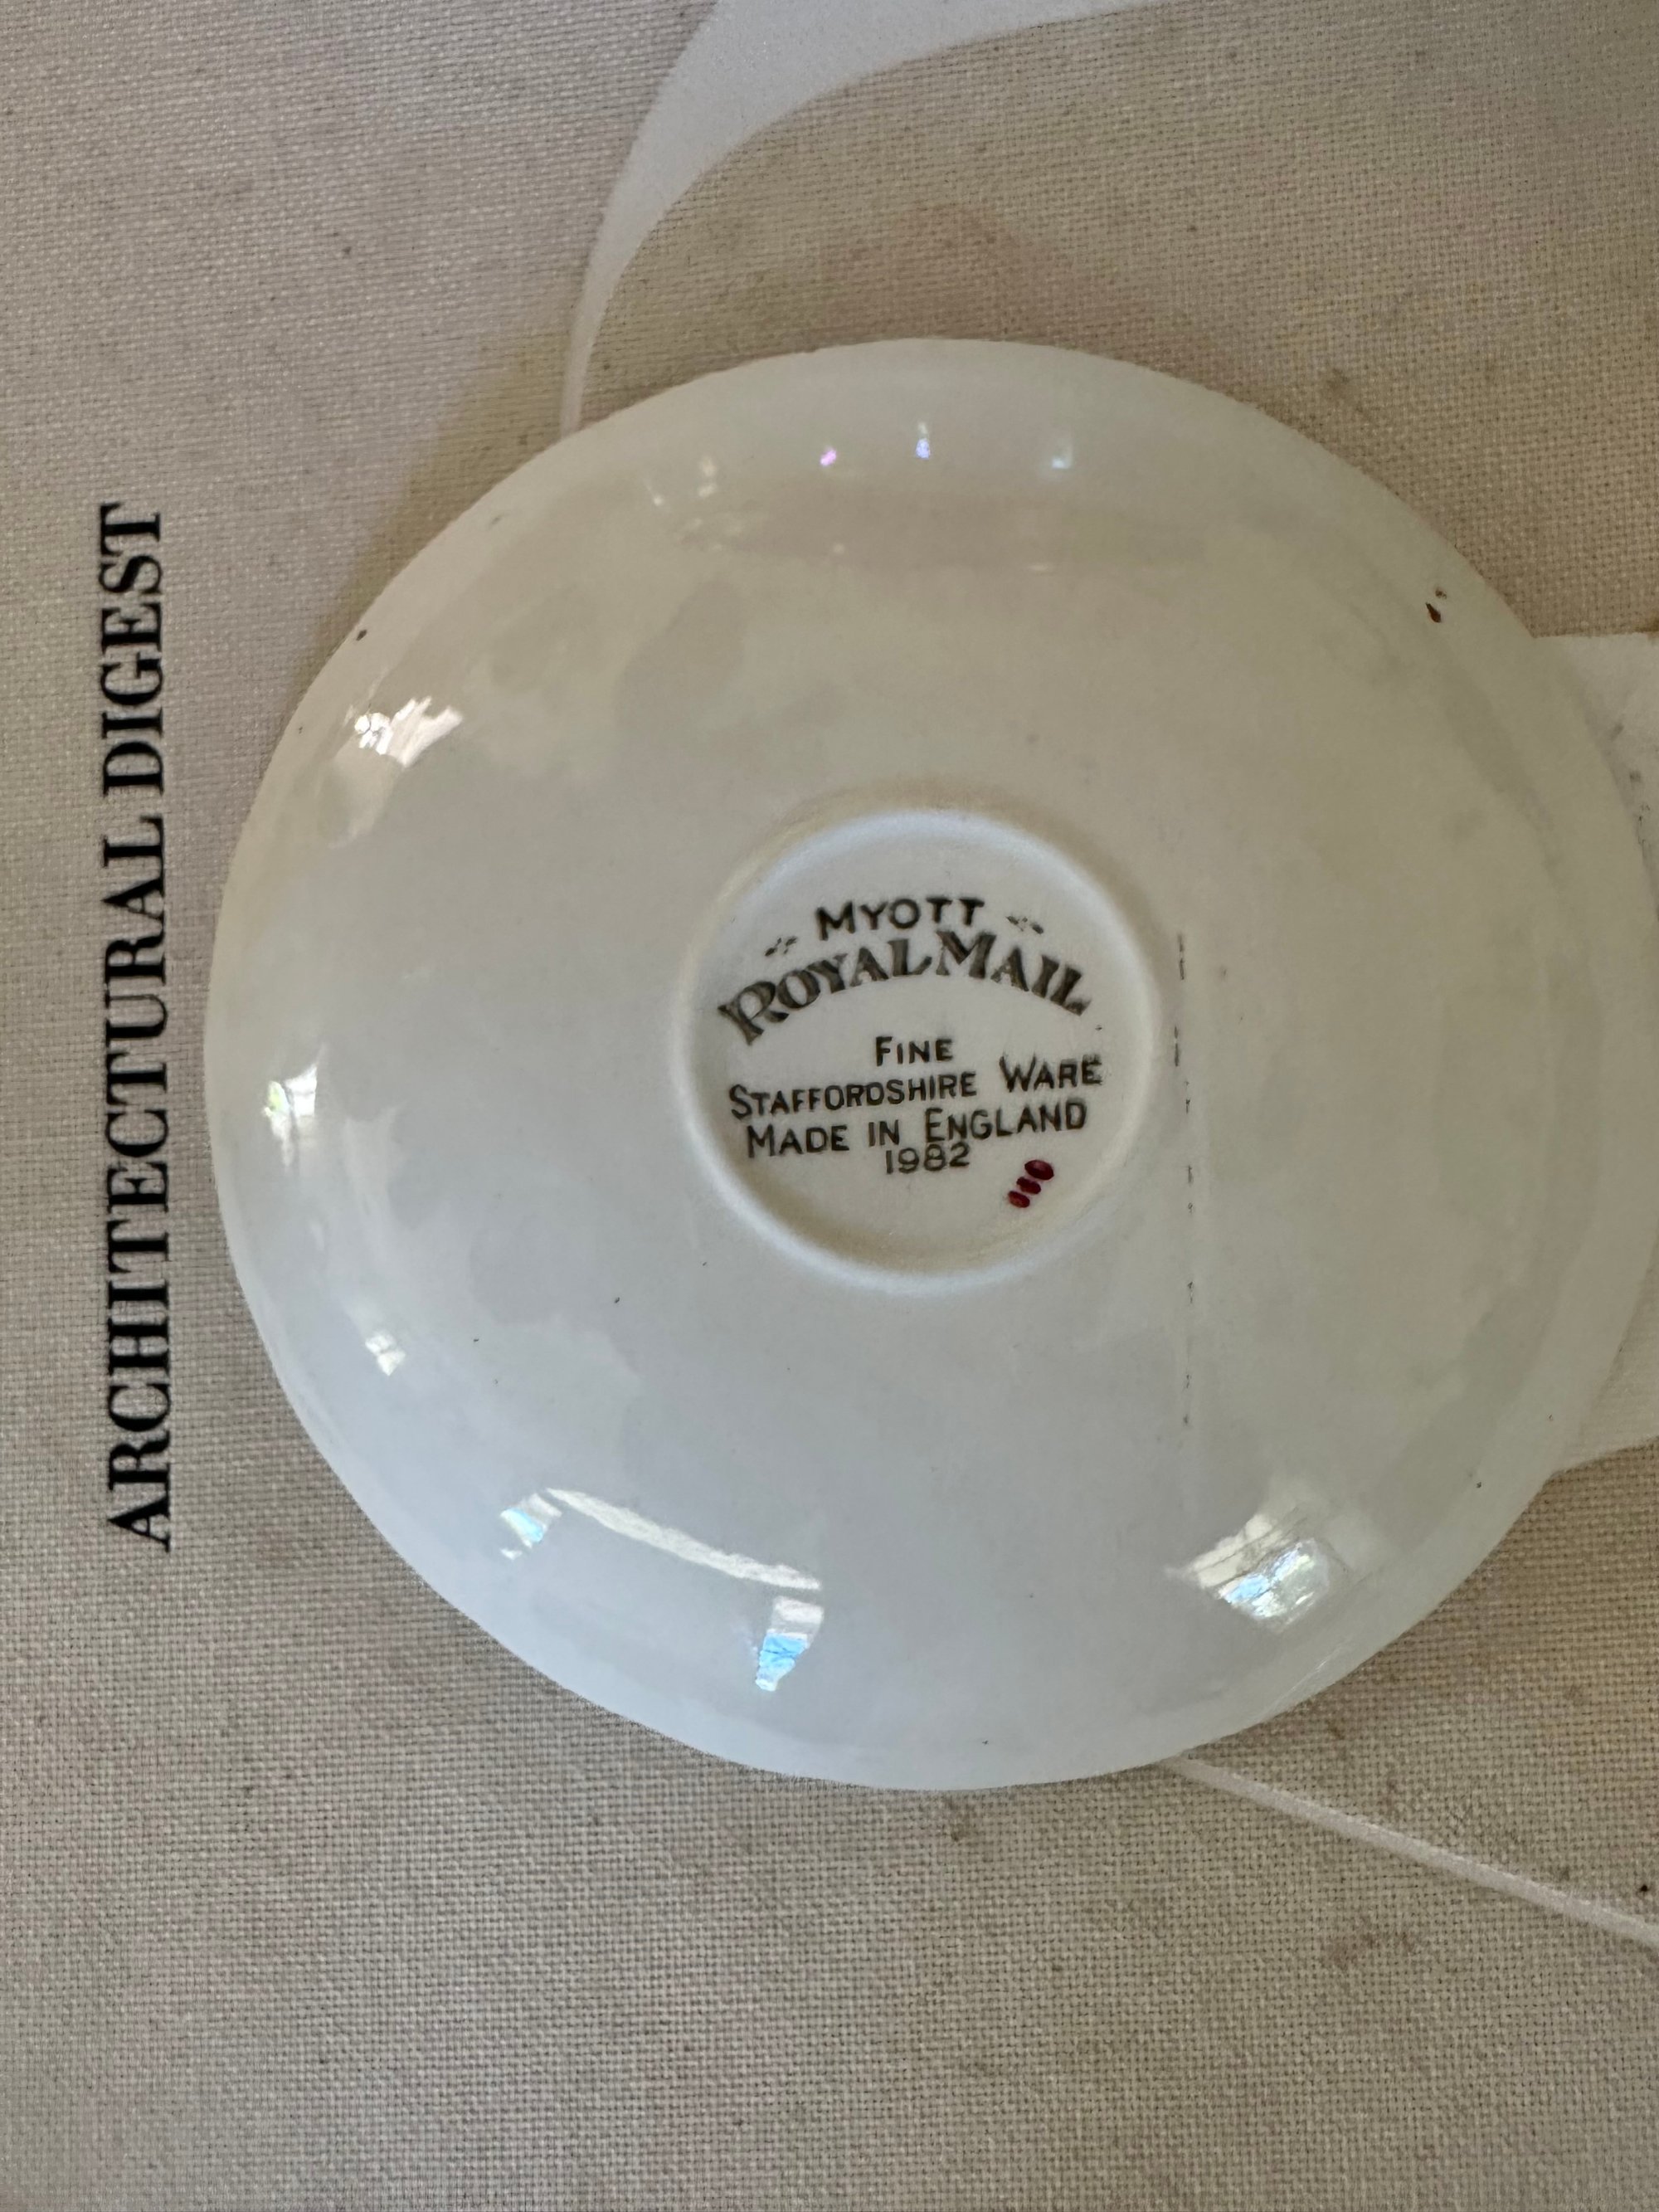 ARCHITECTURAL DIGEST
MYOTT
ROYAL MAIL
FINE
STAFFORDSHIRE WARE
MADE IN ENGLAND
1982